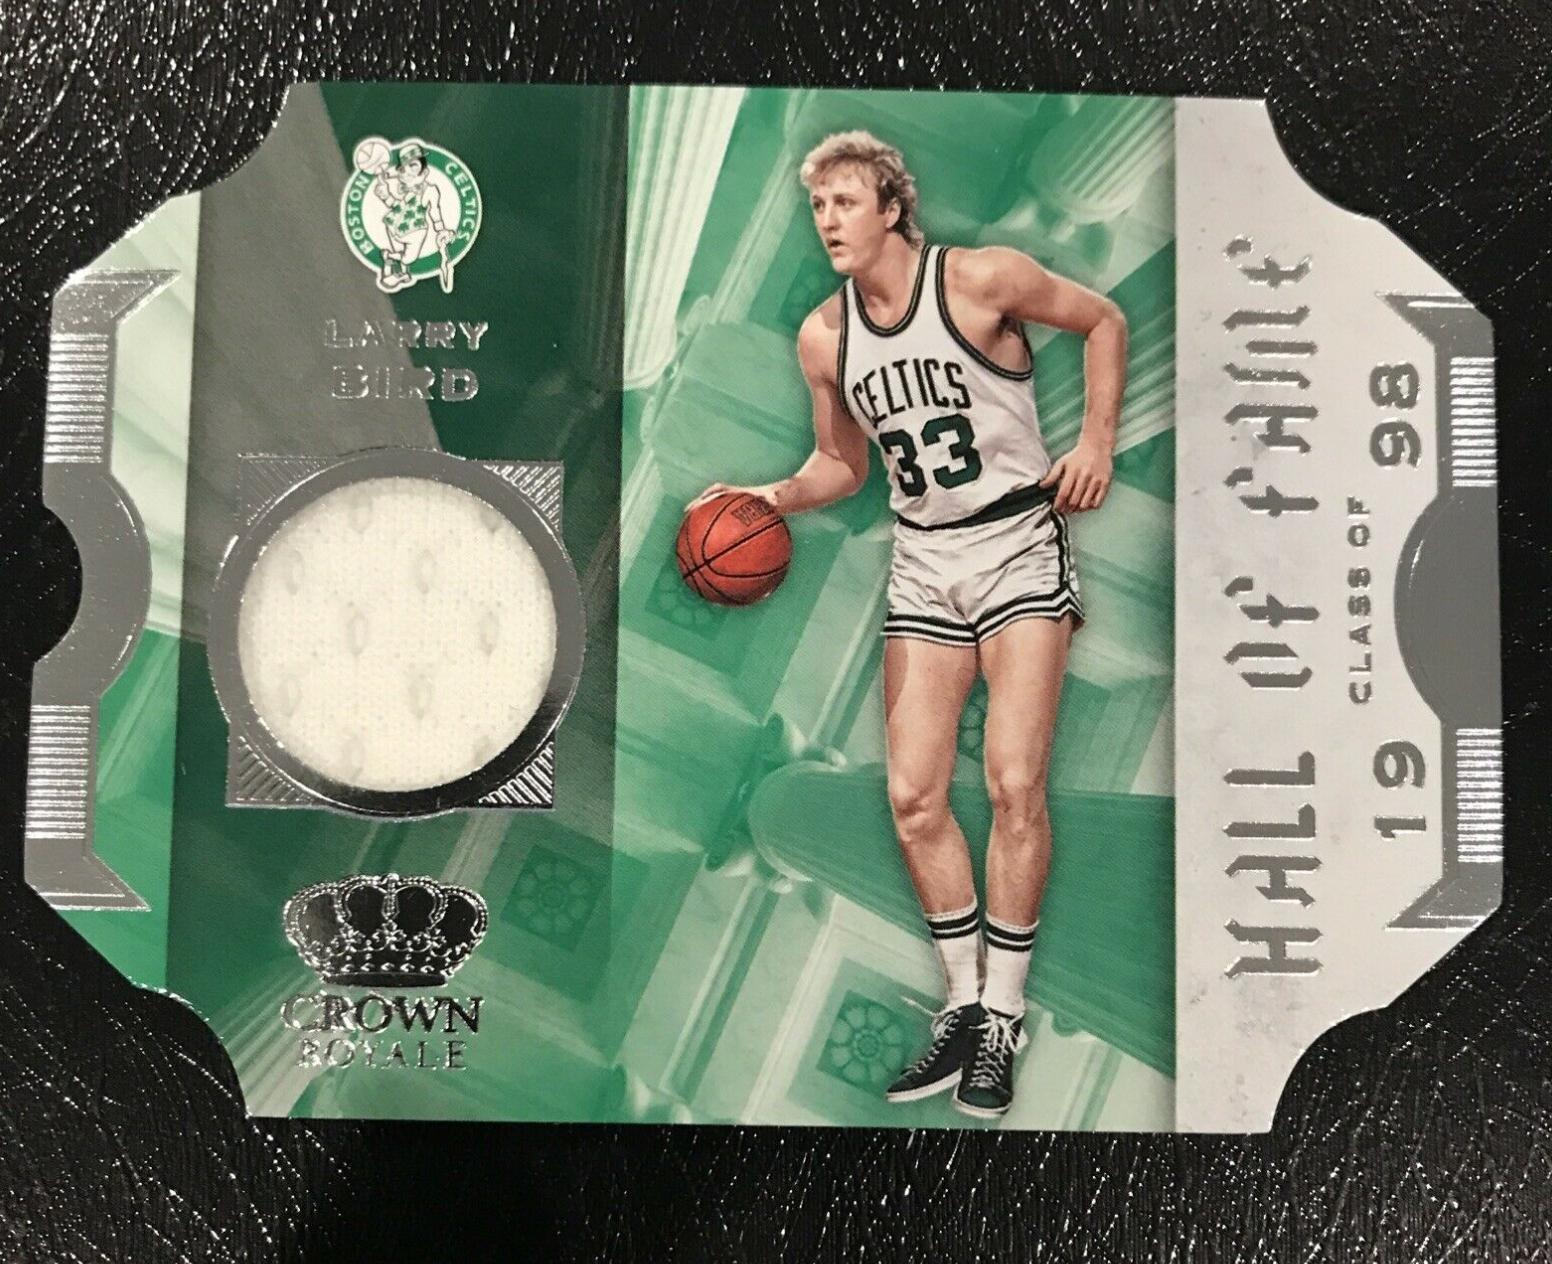 BOSTON CELTICS
LARRY
BIRD
CROWN
ROYALE
CELTICS
33
HALL OF FAME
CLASS OF
19 98